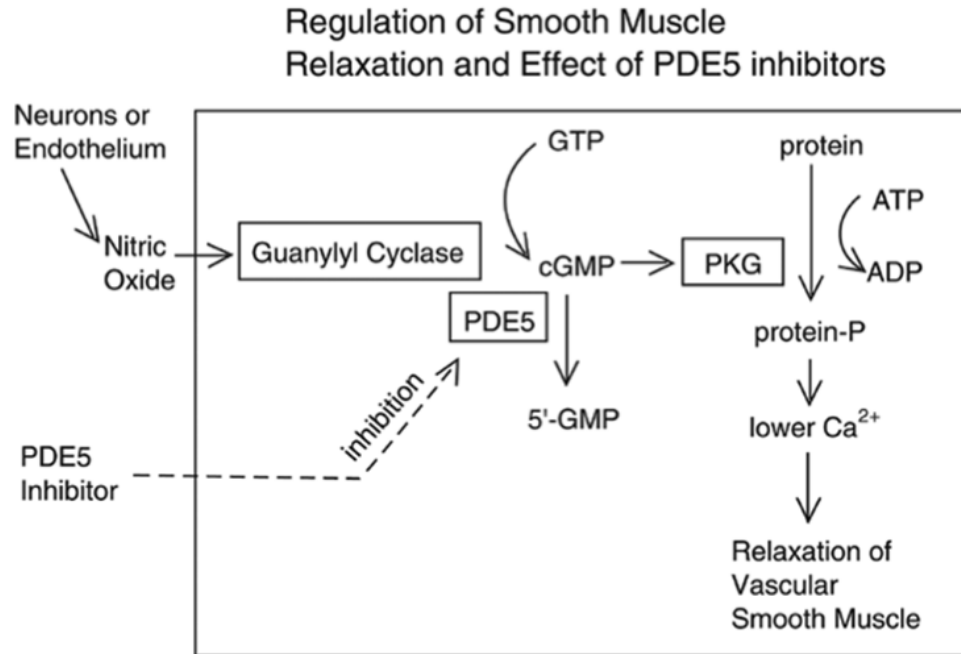 Regulation of Smooth Muscle
Relaxation and Effect of PDE5 inhibitors
Neurons or
Endothelium
Nitric
Oxide
Guanylyl Cyclase
GTP
cGMP
PDE5
5'-GMP
inhibition
PDE5
Inhibitor
PKG
protein
ATP
ADP
protein-P
lower Ca²⁺
Relaxation of
Vascular
Smooth Muscle